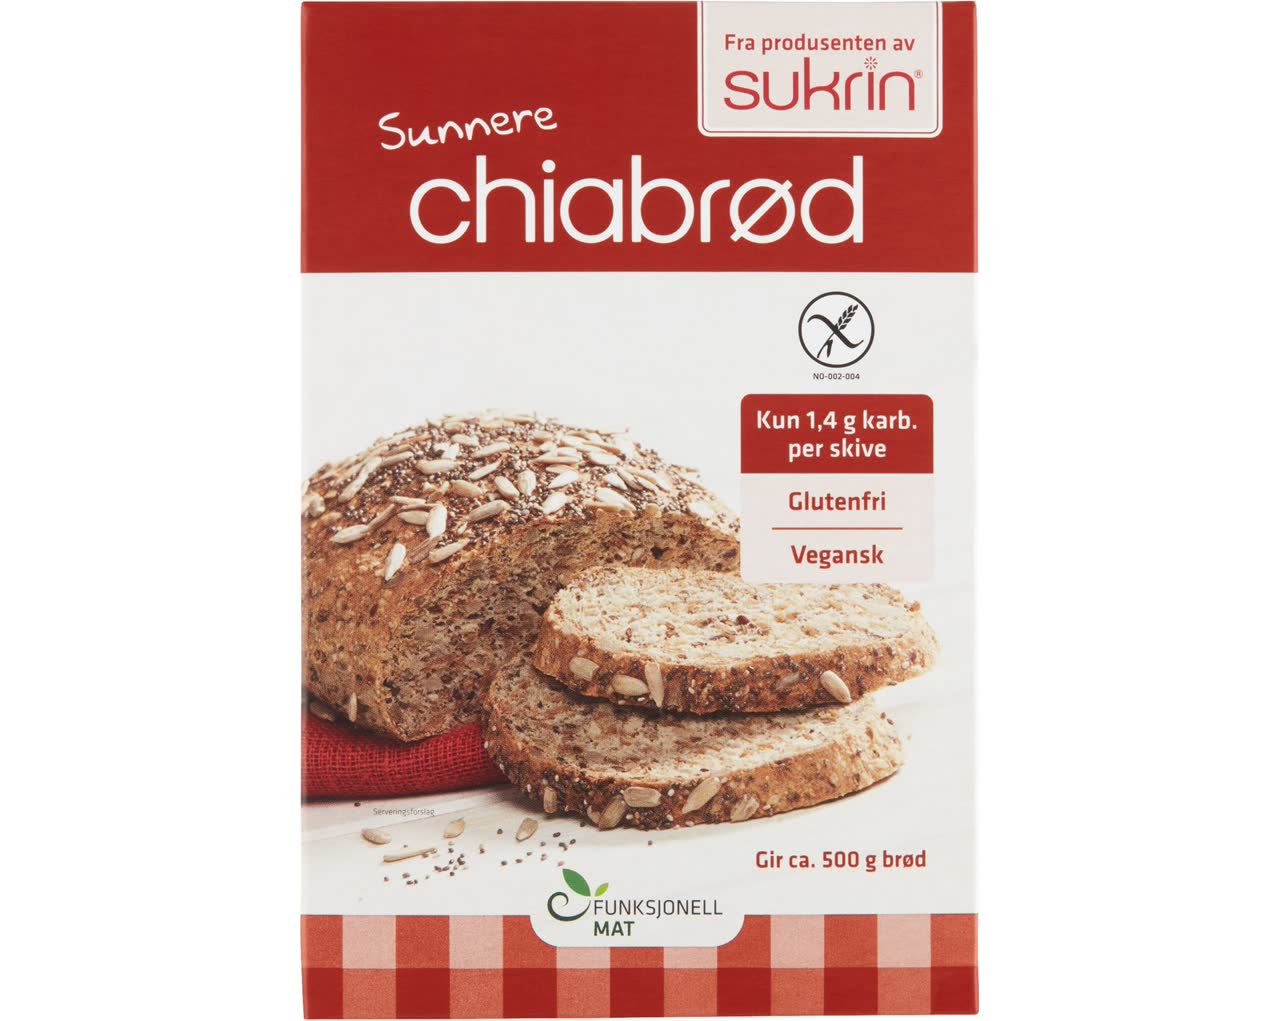 Fra produsenten av
sukrin®
Sunnere
chiabrød
NO-002-004
Kun 1,4 g karb.
per skive
Glutenfri
Vegansk
Serveringsforslag
Gir ca. 500 g brød
FUNKSJONELL
MAT